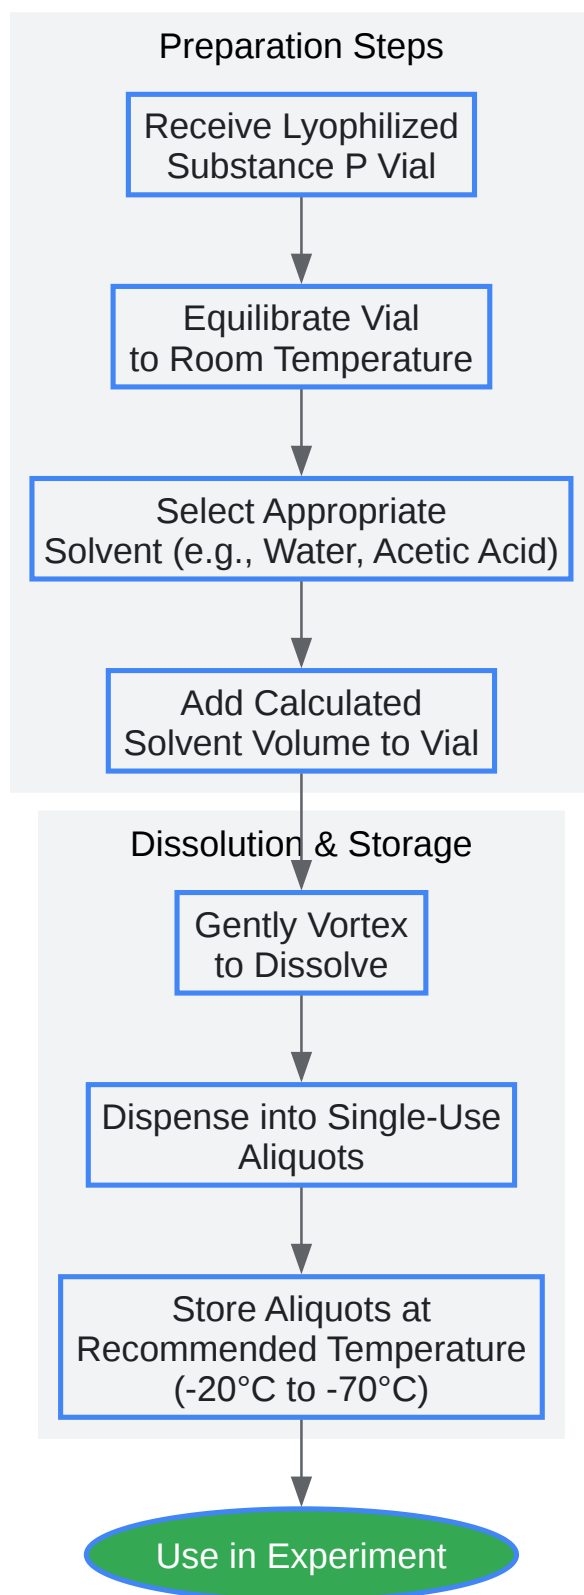 Preparation Steps
Receive Lyophilized
Substance P Vial
Equilibrate Vial
to Room Temperature
Select Appropriate
Solvent (e.g., Water, Acetic Acid)
Add Calculated
Solvent Volume to Vial
Dissolution & Storage
Gently Vortex
to Dissolve
Dispense into Single-Use
Aliquots
Store Aliquots at
Recommended Temperature
(-20°C to -70°C)
Use in Experiment